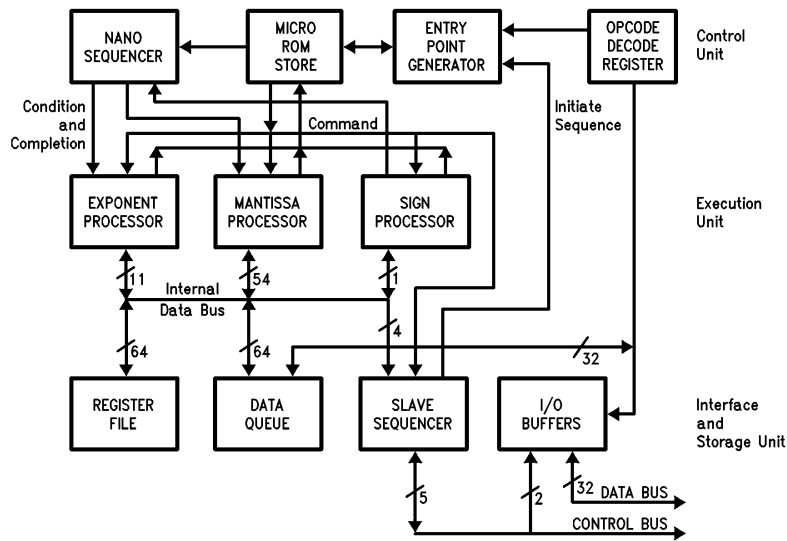 NANO
SEQUENCER
MICRO
ROM
STORE
ENTRY
POINT
GENERATOR
OPCODE
DECODE
REGISTER
Control
Unit
Condition
and
Completion
Command
Initiate
Sequence
EXPONENT
PROCESSOR
MANTISSA
PROCESSOR
SIGN
PROCESSOR
Execution
Unit
11
54
1
Internal
Data Bus
4
64
64
32
REGISTER
FILE
DATA
QUEUE
SLAVE
SEQUENCER
I/O
BUFFERS
Interface
and
Storage Unit
5
2
32
DATA BUS
CONTROL BUS